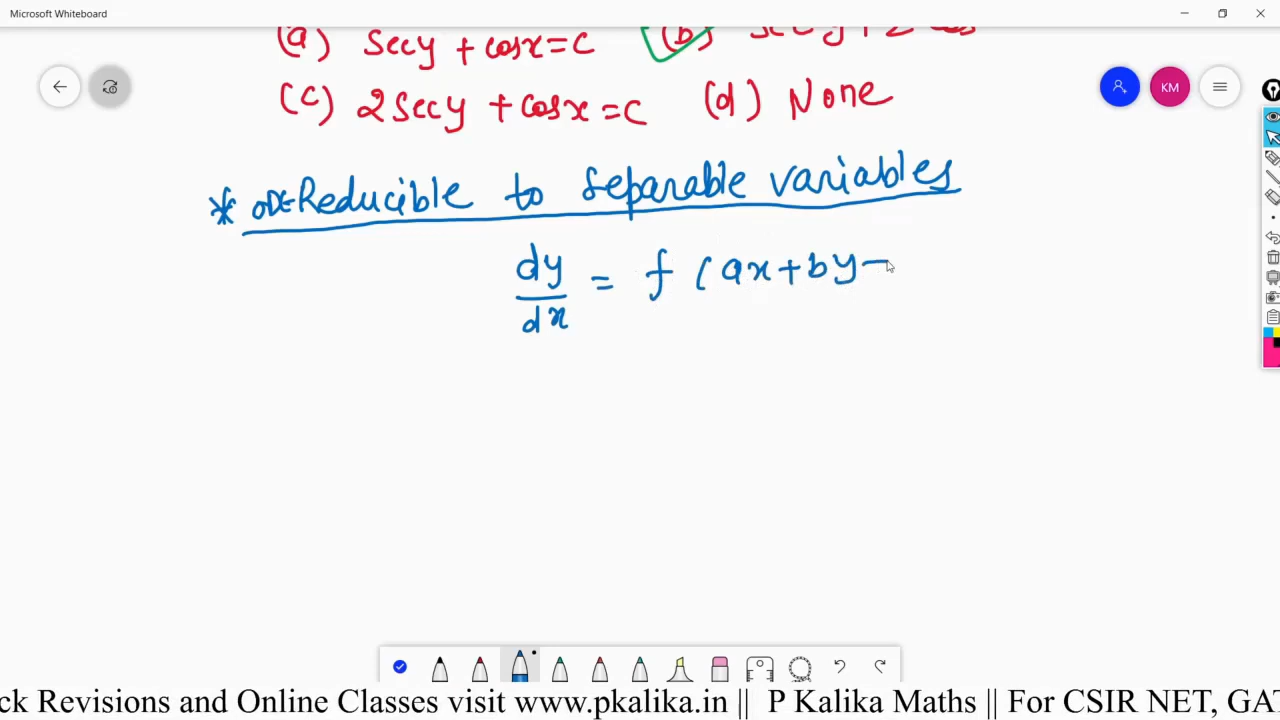 Microsoft Whiteboard
(a) secy + cosx = c (b)
(c) 2secy + cosx = c (d) None
KM
* ODE Reducible to separable variables
dy/dx = f (ax + by −
ck Revisions and Online Classes visit www.pkalika.in || P Kalika Maths || For CSIR NET, GA